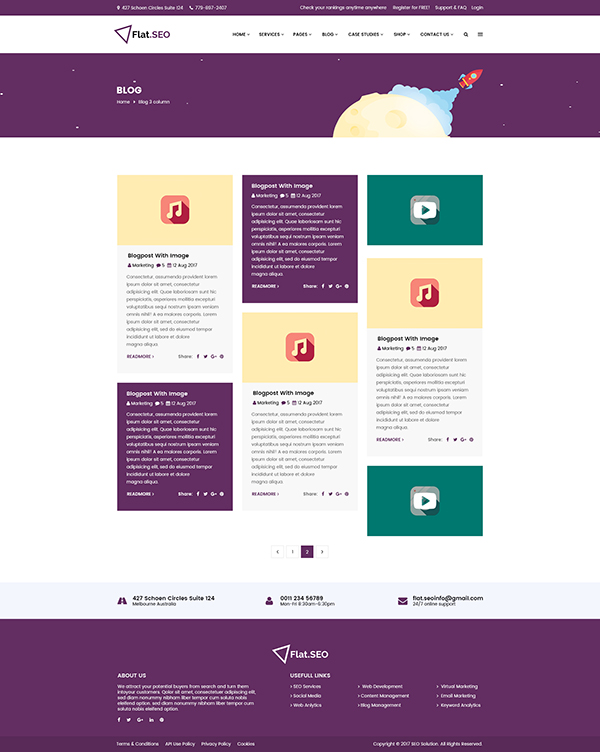 427 Schoen Circles Suite 144 779-667-2407 Check your rankings anytime anywhere Register for FREE! Support & FAQ Login
Flat.SEO HOME SERVICES PAGES BLOG CASE STUDIES SHOP CONTACT US
BLOG
Home Blog 3 column
Blogpost With Image
Marketing 5 12 Aug 2017
Consectetur, assumenda provident lorem
ipsum dolor sit amet, consectetur
adipisicing elit. Quae laboriosam sunt hic
perspiciatis, asperiores mollitia excepturi
voluptatibus sequi nostrum ipsam veniam
omnis nihil! A ea maiores corporis. Lorem
ipsum dolor sit amet, consectetur
adipisicing elit, sed do eiusmod tempor
incididunt ut labore et dolore
magna aliqua.
READMORE > Share:
Blogpost With Image
Marketing 5 12 Aug 2017
Consectetur, assumenda provident lorem
ipsum dolor sit amet, consectetur
adipisicing elit. Quae laboriosam sunt hic
perspiciatis, asperiores mollitia excepturi
voluptatibus sequi nostrum ipsam veniam
omnis nihil! A ea maiores corporis. Lorem
ipsum dolor sit amet, consectetur
adipisicing elit, sed do eiusmod tempor
incididunt ut labore et dolore
magna aliqua.
READMORE > Share:
Blogpost With Image
Marketing 5 12 Aug 2017
Consectetur, assumenda provident lorem
ipsum dolor sit amet, consectetur
adipisicing elit. Quae laboriosam sunt hic
perspiciatis, asperiores mollitia excepturi
voluptatibus sequi nostrum ipsam veniam
omnis nihil! A ea maiores corporis. Lorem
ipsum dolor sit amet, consectetur
adipisicing elit, sed do eiusmod tempor
incididunt ut labore et dolore
magna aliqua.
READMORE > Share:
Blogpost With Image
Marketing 5 12 Aug 2017
Consectetur, assumenda provident lorem
ipsum dolor sit amet, consectetur
adipisicing elit. Quae laboriosam sunt hic
perspiciatis, asperiores mollitia excepturi
voluptatibus sequi nostrum ipsam veniam
omnis nihil! A ea maiores corporis. Lorem
ipsum dolor sit amet, consectetur
adipisicing elit, sed do eiusmod tempor
incididunt ut labore et dolore
magna aliqua.
READMORE > Share:
Blogpost With Image
Marketing 5 12 Aug 2017
Consectetur, assumenda provident lorem
ipsum dolor sit amet, consectetur
adipisicing elit. Quae laboriosam sunt hic
perspiciatis, asperiores mollitia excepturi
voluptatibus sequi nostrum ipsam veniam
omnis nihil! A ea maiores corporis. Lorem
ipsum dolor sit amet, consectetur
adipisicing elit, sed do eiusmod tempor
incididunt ut labore et dolore
magna aliqua.
READMORE > Share:
< 1 2 >
427 Schoen Circles Suite 124 0011 234 56789 flat.seoinfo@gmail.com
Melbourne Australia Mon-fri 8.30am-6.30pm 24/7 online support
Flat.SEO
ABOUT US
We attract your potential buyers from search and turn them
intoyour customers. Qolor sit amet, consectetuer adipiscing
elit, sed diam nonummy nibham liber tempor cum soluta nobis
eleifend option. sed diam nonummy nibham liber tempor cum
soluta nobis eleifend option.
USEFULL LINKS
> SEO Services > Web Development > Virtual Marketing
> Social Media > Content Management > Email Marketing
> Web Anlytics > Blog Management > Keyword Analytics
Terms & Conditions API Use Policy Privacy Policy Cookies Copyright © 2017 SEO Solution. All Rights Reserved.